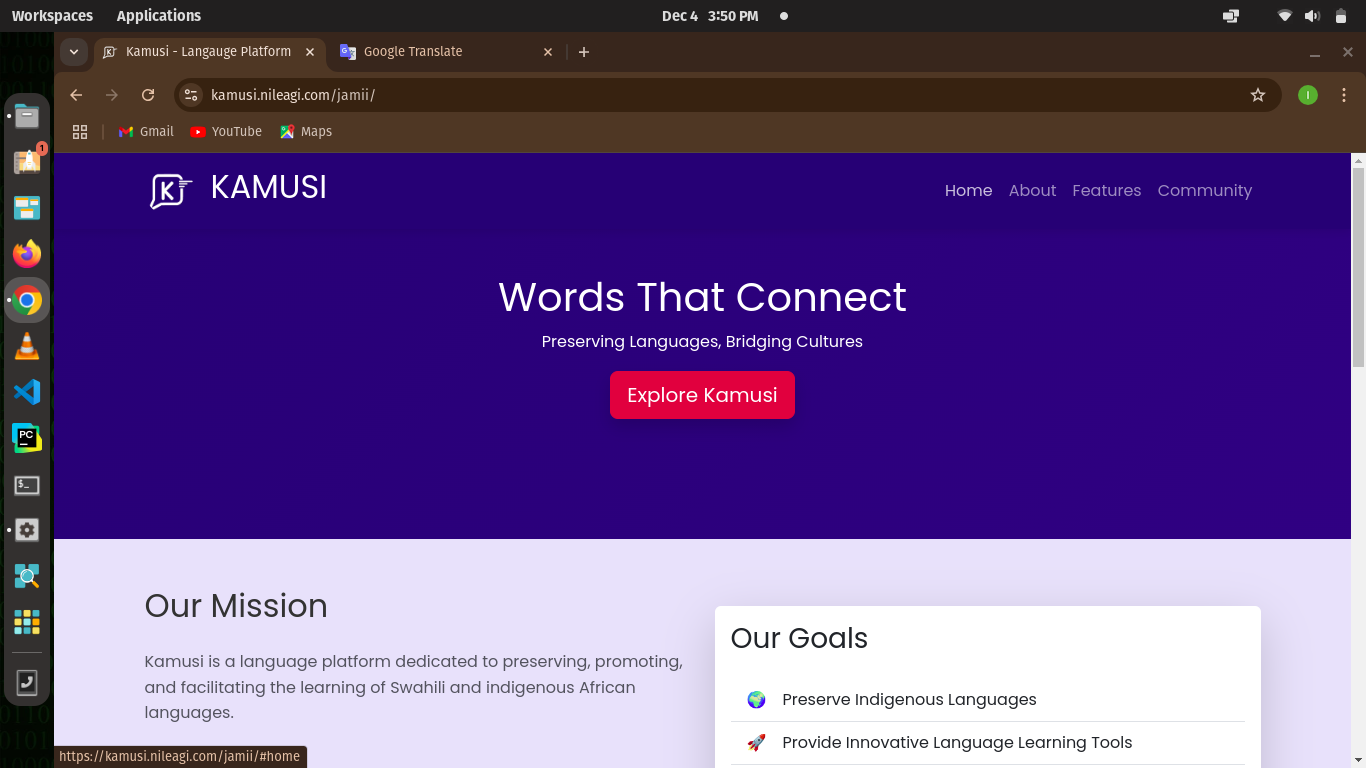 Workspaces Applications Dec 4 3:50 PM
Kamusi - Langauge Platform Google Translate
kamusi.nileagi.com/jamii/ I
Gmail YouTube Maps
1
K KAMUSI Home About Features Community
Words That Connect
Preserving Languages, Bridging Cultures
Explore Kamusi
PC
$_
Our Mission
Our Goals
Kamusi is a language platform dedicated to preserving, promoting,
and facilitating the learning of Swahili and indigenous African
languages.
Preserve Indigenous Languages
Provide Innovative Language Learning Tools
https://kamusi.nileagi.com/jamii/#home